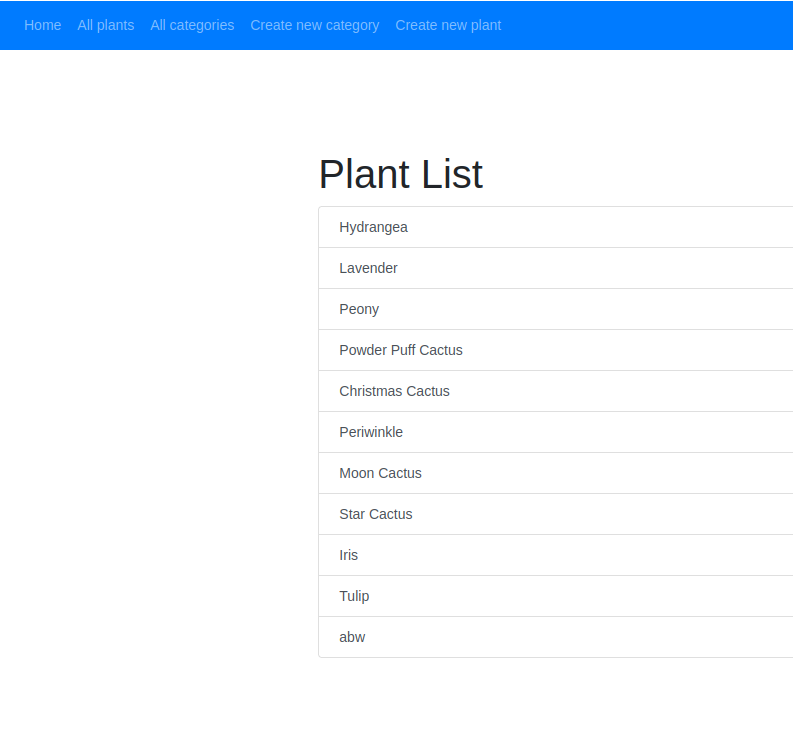 Home All plants All categories Create new category Create new plant
Plant List
Hydrangea
Lavender
Peony
Powder Puff Cactus
Christmas Cactus
Periwinkle
Moon Cactus
Star Cactus
Iris
Tulip
abw